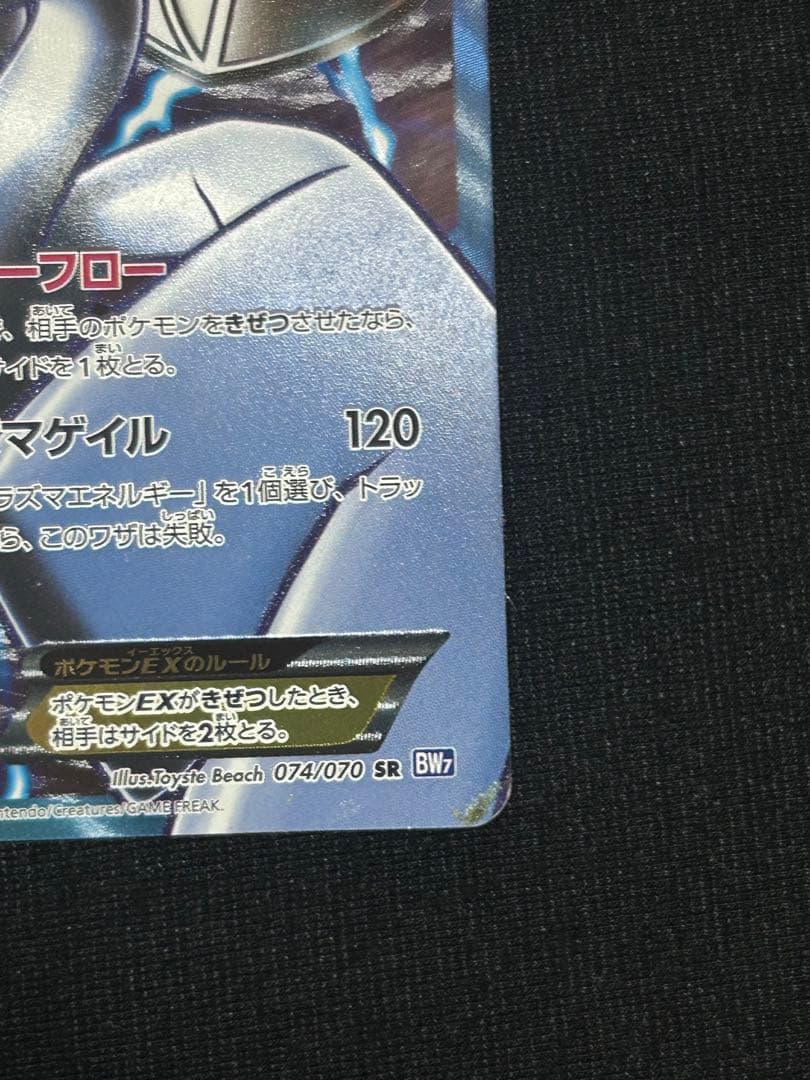 ーフロー
、相手のポケモンをきぜつさせたなら、
イドを1枚とる。
マゲイル 120
ラズマエネルギー」を1個選び、トラッ
ら、このワザは失敗。
ポケモンEXのルール
ポケモンEXがきぜつしたとき、
相手はサイドを2枚とる。
Illus.Toyste Beach 074/070 SR BW7
ntendo/Creatures/GAME FREAK.